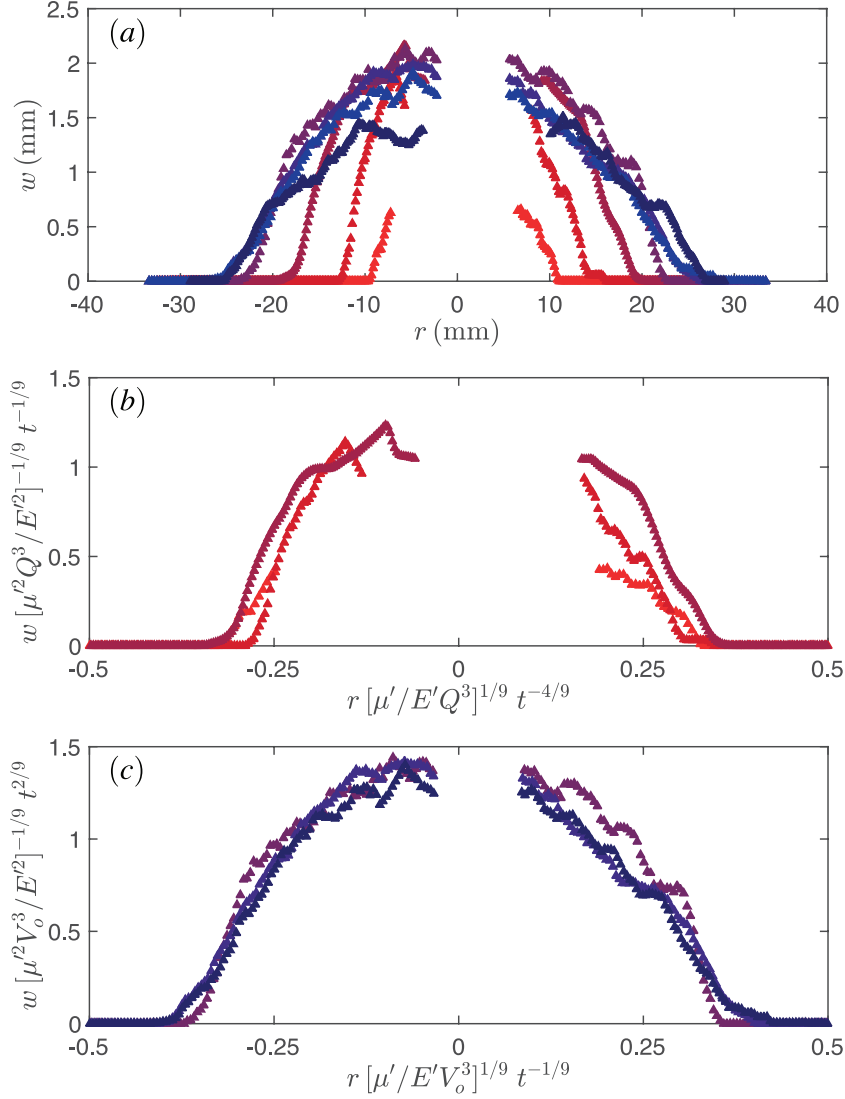 (a)
2.5
2
1.5
1
0.5
0
w (mm)
-40 -30 -20 -10 0 10 20 30 40
r (mm)
(b)
1.5
1
0.5
0
w [μ′²Q³/E′²]⁻¹/⁹ t⁻¹/⁹
-0.5 -0.25 0 0.25 0.5
r [μ′/E′Q³]¹/⁹ t⁻⁴/⁹
(c)
1.5
1
0.5
0
w [μ′²Vₒ³/E′²]⁻¹/⁹ t²/⁹
-0.5 -0.25 0 0.25 0.5
r [μ′/E′Vₒ³]¹/⁹ t⁻¹/⁹